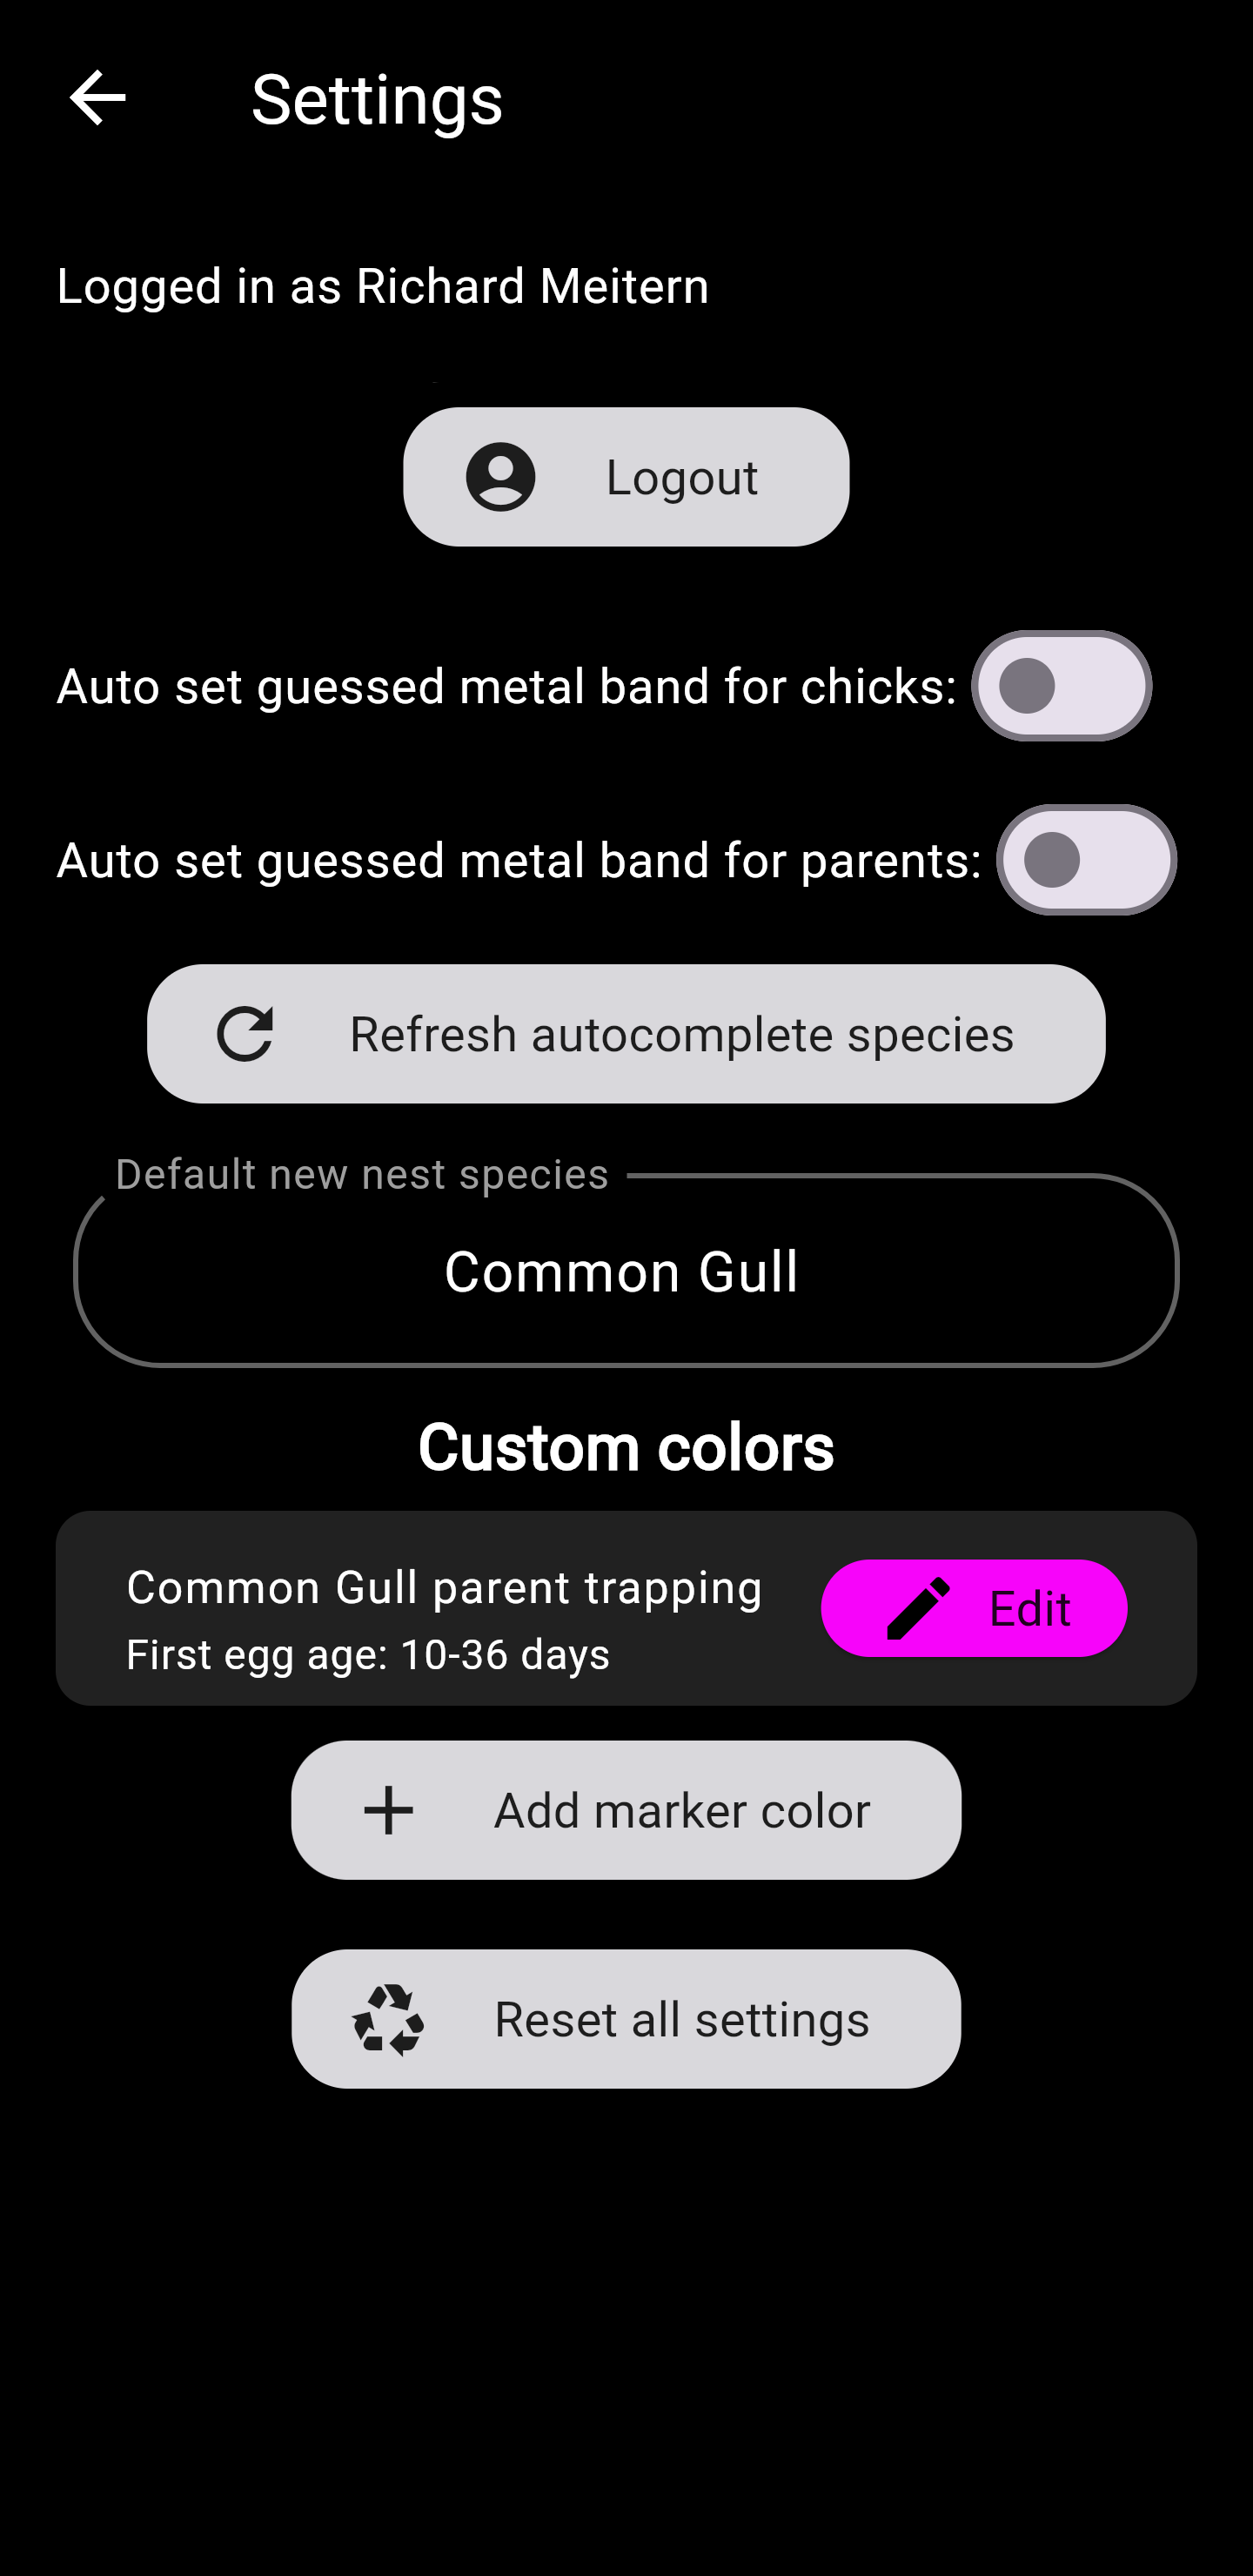 Settings
Logged in as Richard Meitern
Logout
Auto set guessed metal band for chicks:
Auto set guessed metal band for parents:
Refresh autocomplete species
Default new nest species
Common Gull
Custom colors
Common Gull parent trapping
First egg age: 10-36 days
Edit
Add marker color
Reset all settings